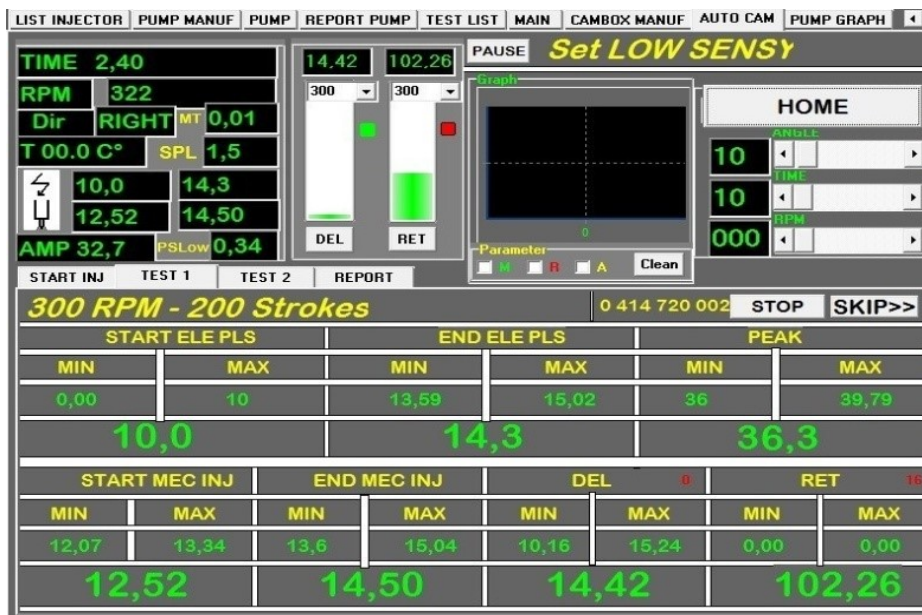 LIST INJECTOR PUMP MANUF PUMP REPORT PUMP TEST LIST MAIN CAMBOX MANUF AUTO CAM PUMP GRAPH
TIME 2,40
RPM 322
Dir RIGHT MT 0,01
T 00.0 C° SPL 1,5
10,0 14,3
12,52 14,50
AMP 32,7 PSLow 0,34
14,42 102,26
300 300
DEL RET
PAUSE Set LOW SENSY
Graph
0
Parameter
M R A Clean
HOME
ANGLE
10
TIME
10
RPM
000
START INJ TEST 1 TEST 2 REPORT
300 RPM - 200 Strokes 0 414 720 002 STOP SKIP>>
START ELE PLS END ELE PLS PEAK
MIN MAX MIN MAX MIN MAX
0,00 10 13,59 15,02 36 39,79
10,0 14,3 36,3
START MEC INJ END MEC INJ DEL 0 RET 16
MIN MAX MIN MAX MIN MAX MIN MAX
12,07 13,34 13,6 15,04 10,16 15,24 0,00 0,00
12,52 14,50 14,42 102,26